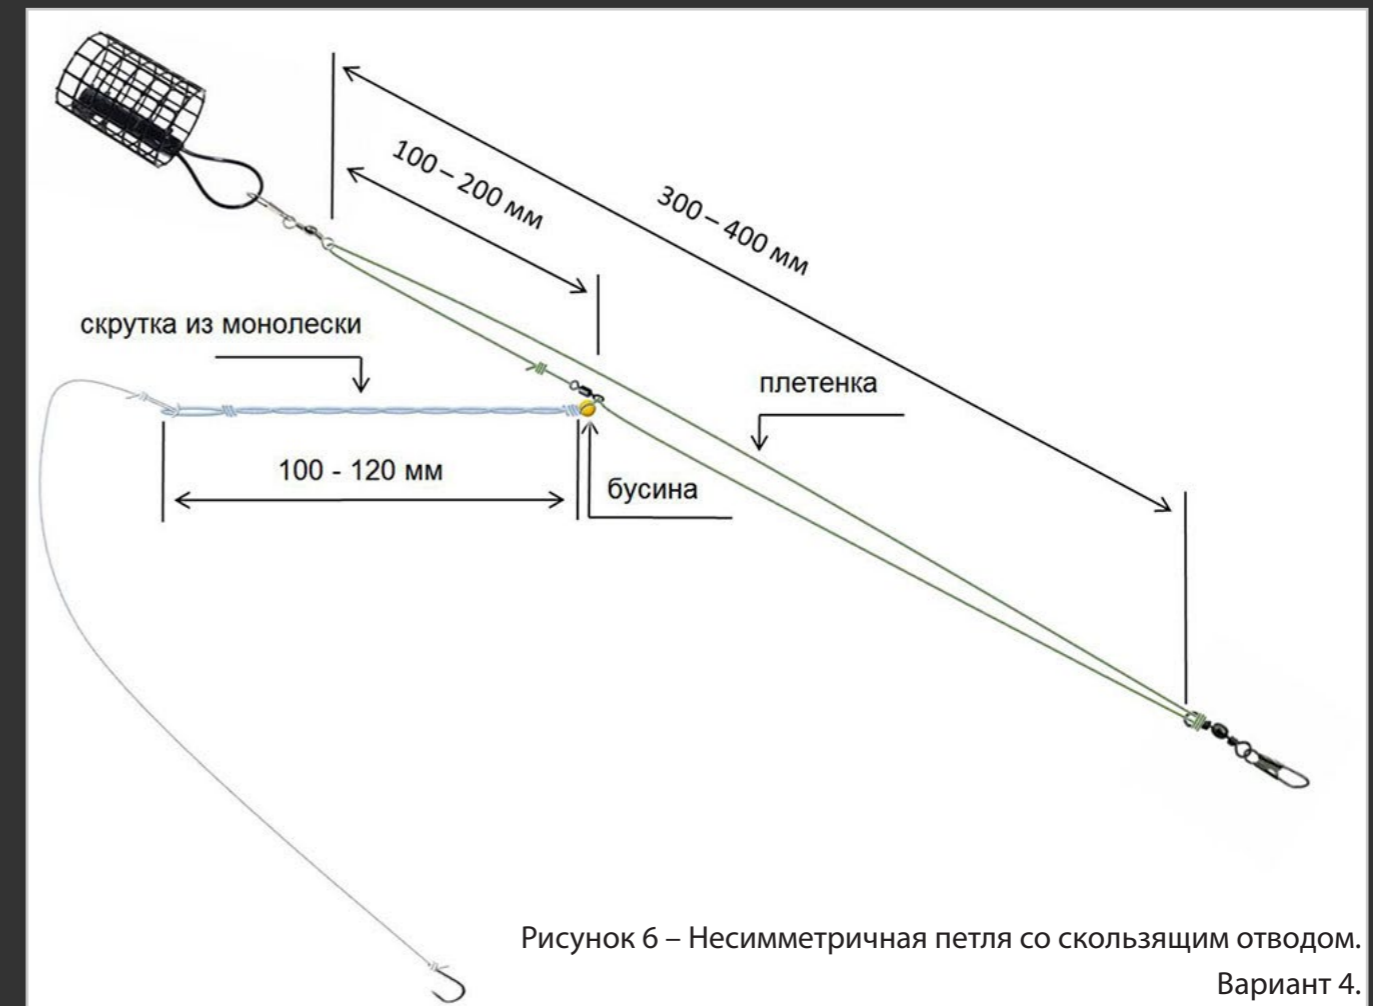 100 – 200 мм
300 – 400 мм
скрутка из монолески
плетенка
100 - 120 мм
бусина
Рисунок 6 – Несимметричная петля со скользящим отводом.
Вариант 4.